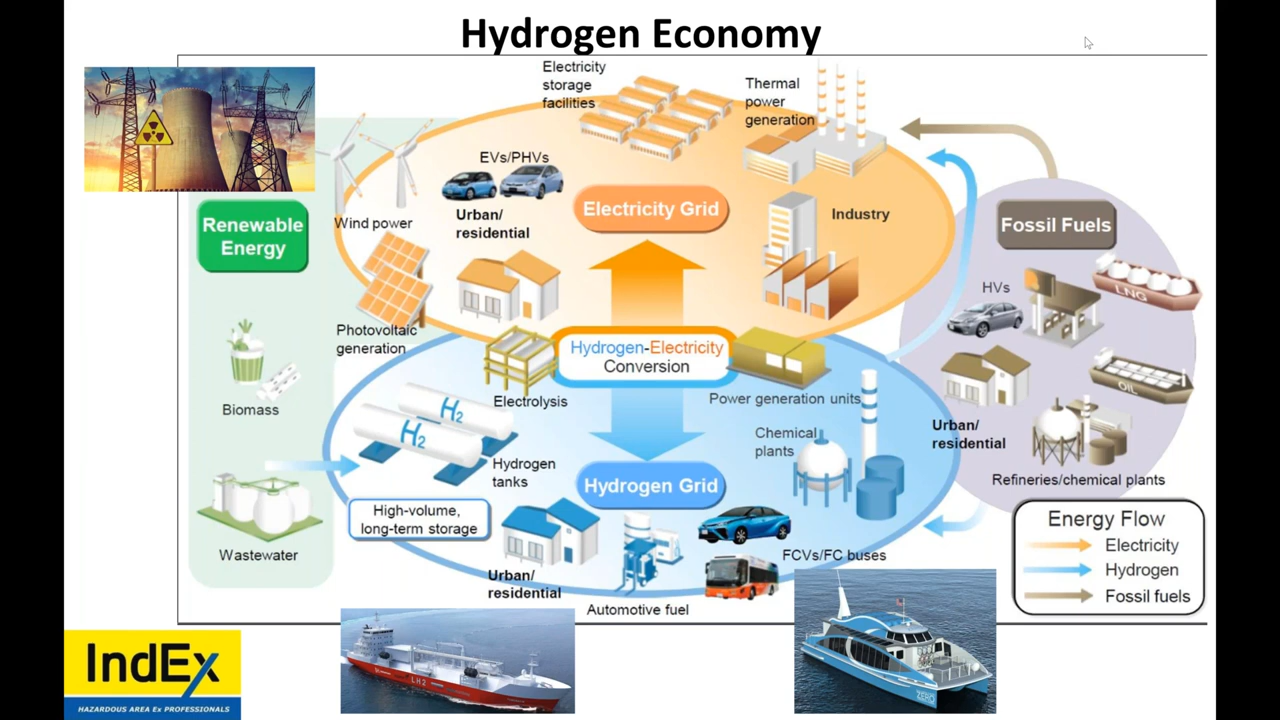 Hydrogen Economy
Electricity
storage
facilities
Thermal
power
generation
EVs/PHVs
Electricity Grid
Urban/
residential
Industry
Wind power
Renewable
Energy
Fossil Fuels
LNG
HVs
Photovoltaic
generation
Hydrogen-Electricity
Conversion
OIL
Electrolysis
Power generation units
Biomass
H2
H2
Chemical
plants
Urban/
residential
Hydrogen
tanks
Hydrogen Grid
Refineries/chemical plants
High-volume,
long-term storage
Wastewater
FCVs/FC buses
Urban/
residential
Automotive fuel
Energy Flow
Electricity
Hydrogen
Fossil fuels
LH2
IndEx
HAZARDOUS AREA Ex PROFESSIONALS